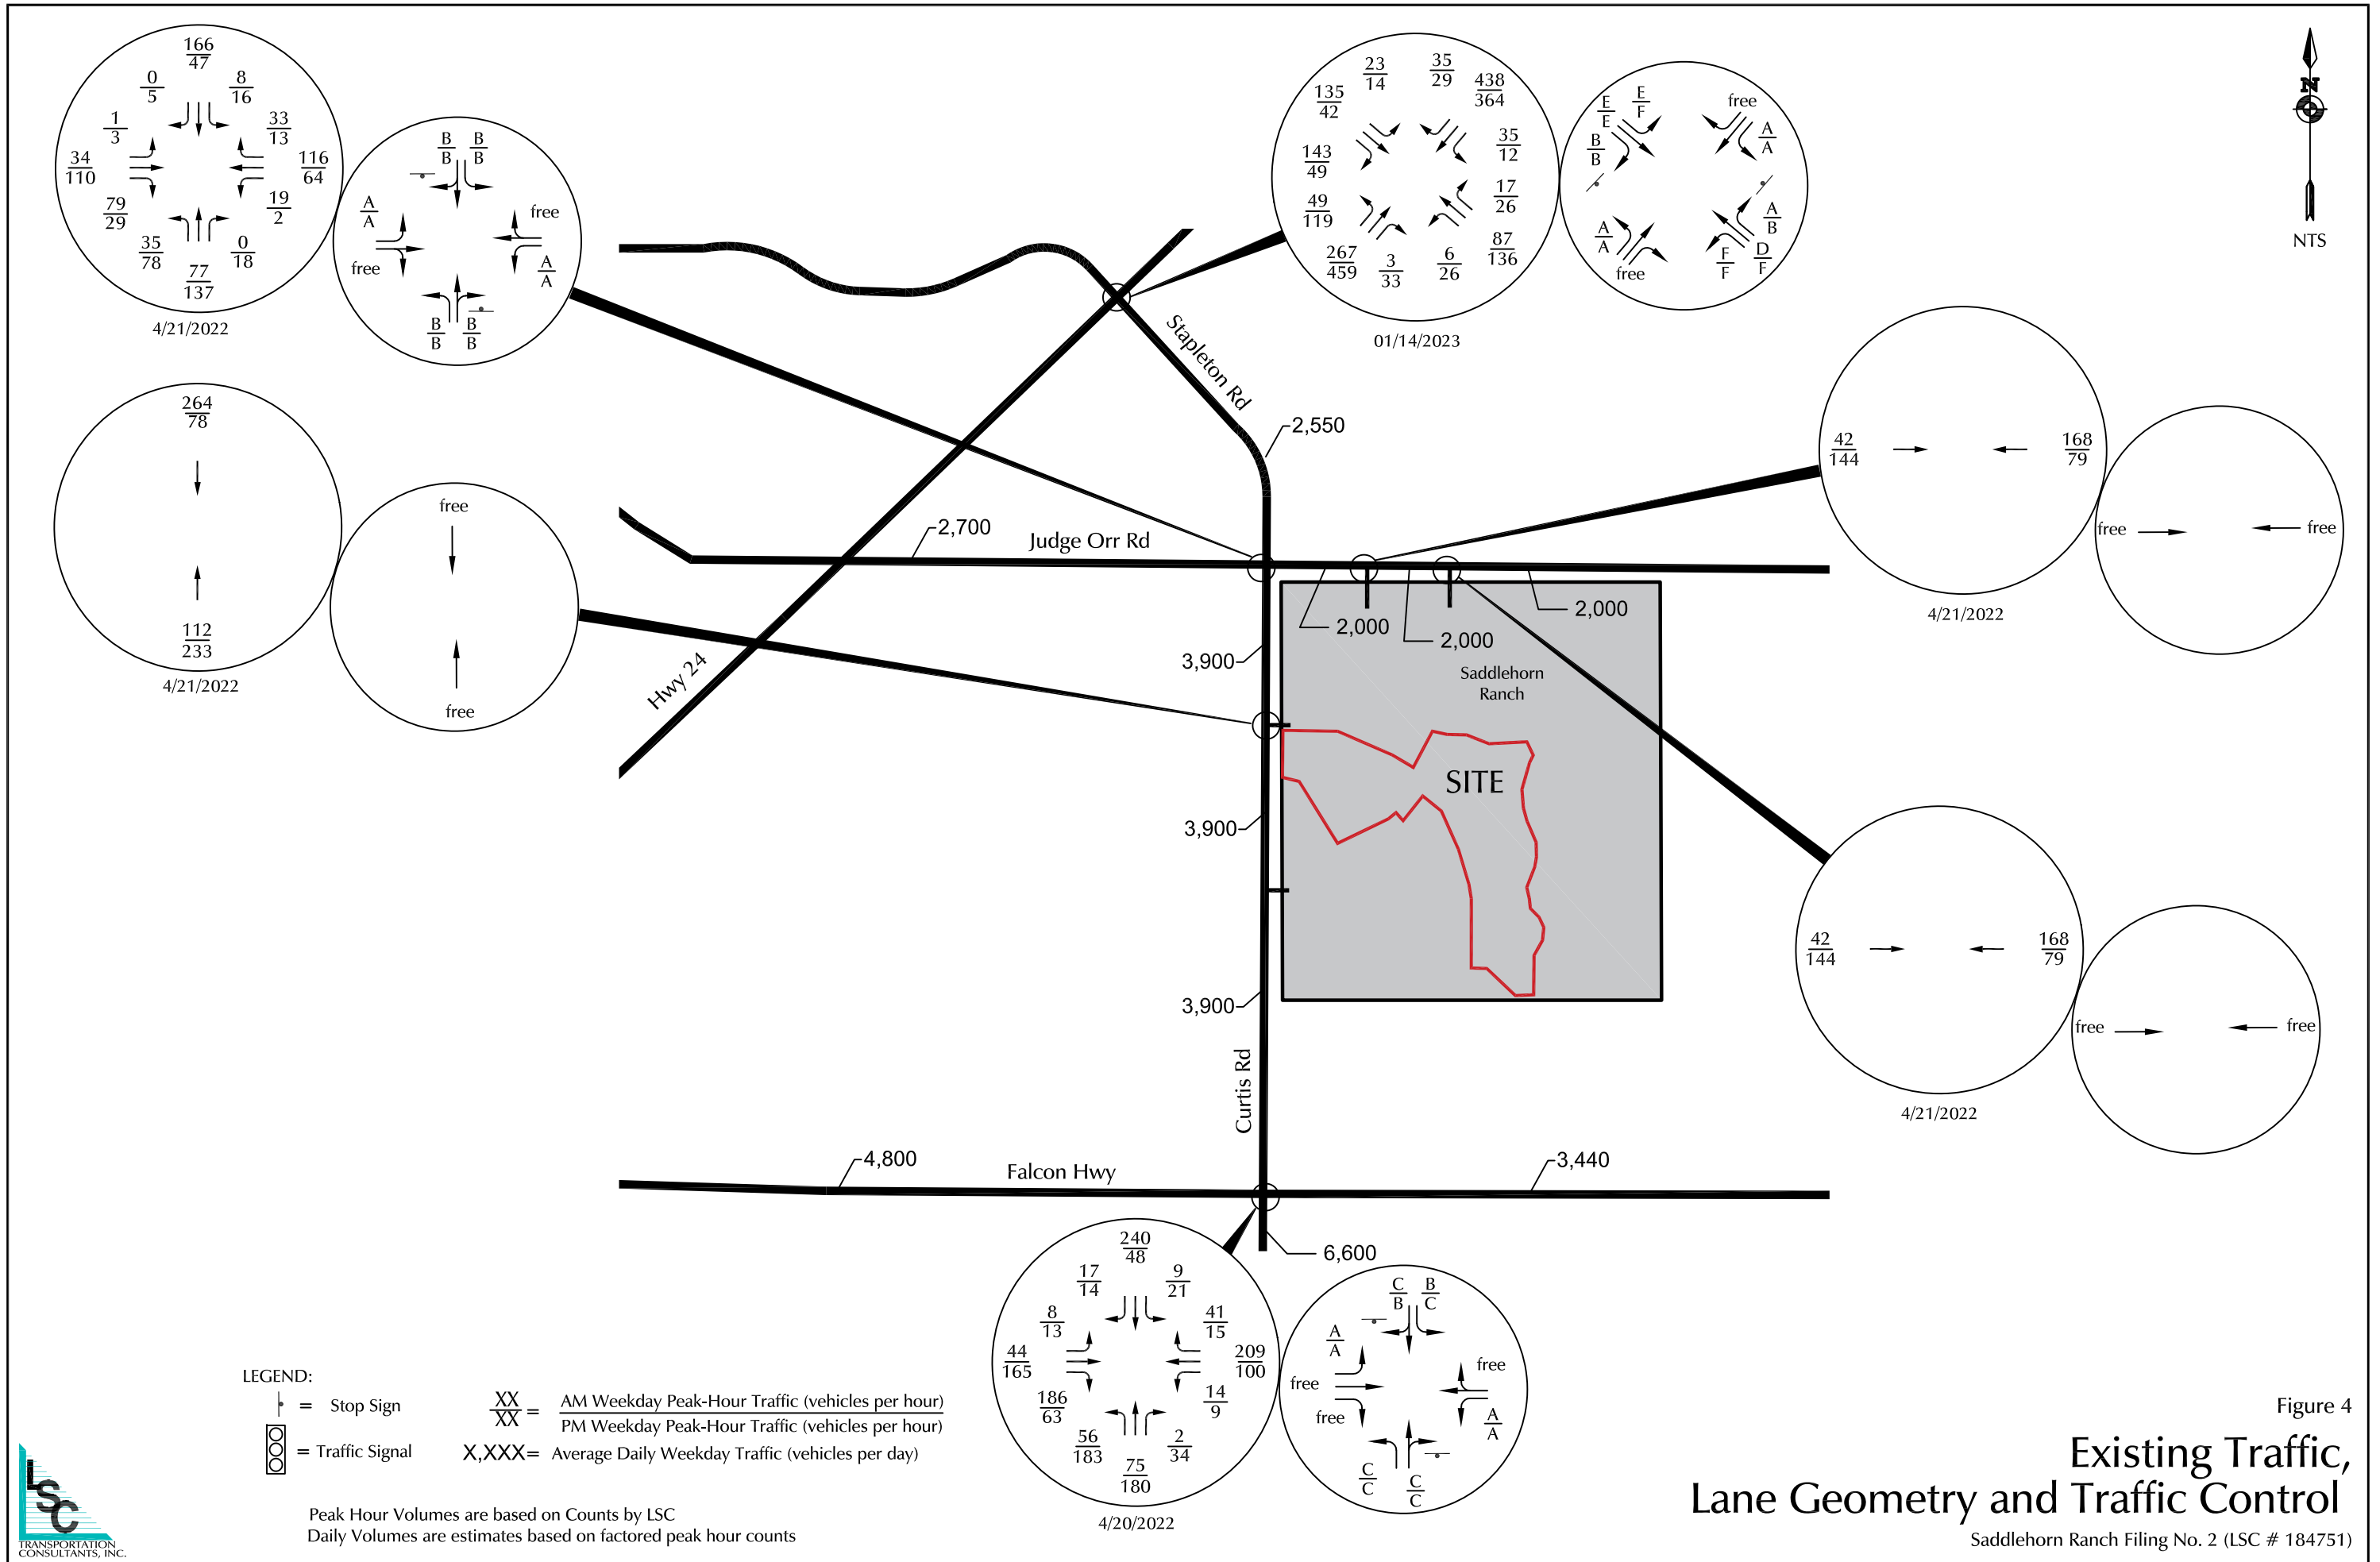 166
47
0
5
8
16
1
3
33
13
34
110
116
64
79
29
19
2
35
78
0
18
77
137
4/21/2022
B
B
B
B
A
A
free
free
A
A
B
B
B
B
23
14
35
29
438
364
135
42
35
12
143
49
17
26
49
119
87
136
267
459
3
33
6
26
01/14/2023
E
E
E
F
free
A
A
B
B
A
A
A
B
free
F
F
D
F
N
NTS
264
78
112
233
4/21/2022
free
free
42
144
168
79
4/21/2022
free
free
Stapleton Rd
2,550
2,700
Judge Orr Rd
2,000
2,000
2,000
Hwy 24
3,900
Saddlehorn
Ranch
SITE
3,900
3,900
Curtis Rd
42
144
168
79
4/21/2022
free
free
4,800
Falcon Hwy
3,440
6,600
240
48
17
14
9
21
8
13
41
15
44
165
209
100
186
63
14
9
56
183
2
34
75
180
4/20/2022
C
B
B
C
A
A
free
free
free
A
A
C
C
C
C
LEGEND:
= Stop Sign
= Traffic Signal
XX
XX
=
AM Weekday Peak-Hour Traffic (vehicles per hour)
PM Weekday Peak-Hour Traffic (vehicles per hour)
X,XXX= Average Daily Weekday Traffic (vehicles per day)
Peak Hour Volumes are based on Counts by LSC
Daily Volumes are estimates based on factored peak hour counts
LSC
TRANSPORTATION
CONSULTANTS, INC.
Figure 4
Existing Traffic,
Lane Geometry and Traffic Control
Saddlehorn Ranch Filing No. 2 (LSC # 184751)